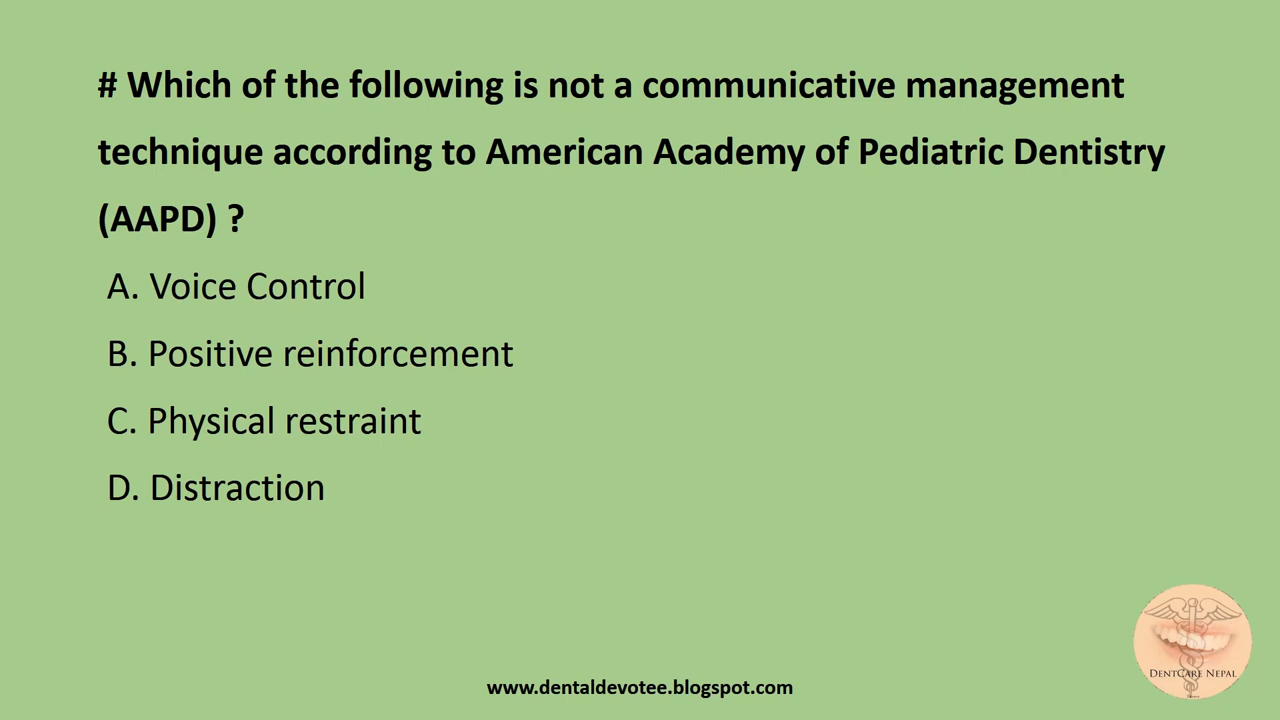 # Which of the following is not a communicative management
technique according to American Academy of Pediatric Dentistry
(AAPD) ?
A. Voice Control
B. Positive reinforcement
C. Physical restraint
D. Distraction
DENTCARE NEPAL
www.dentaldevotee.blogspot.com